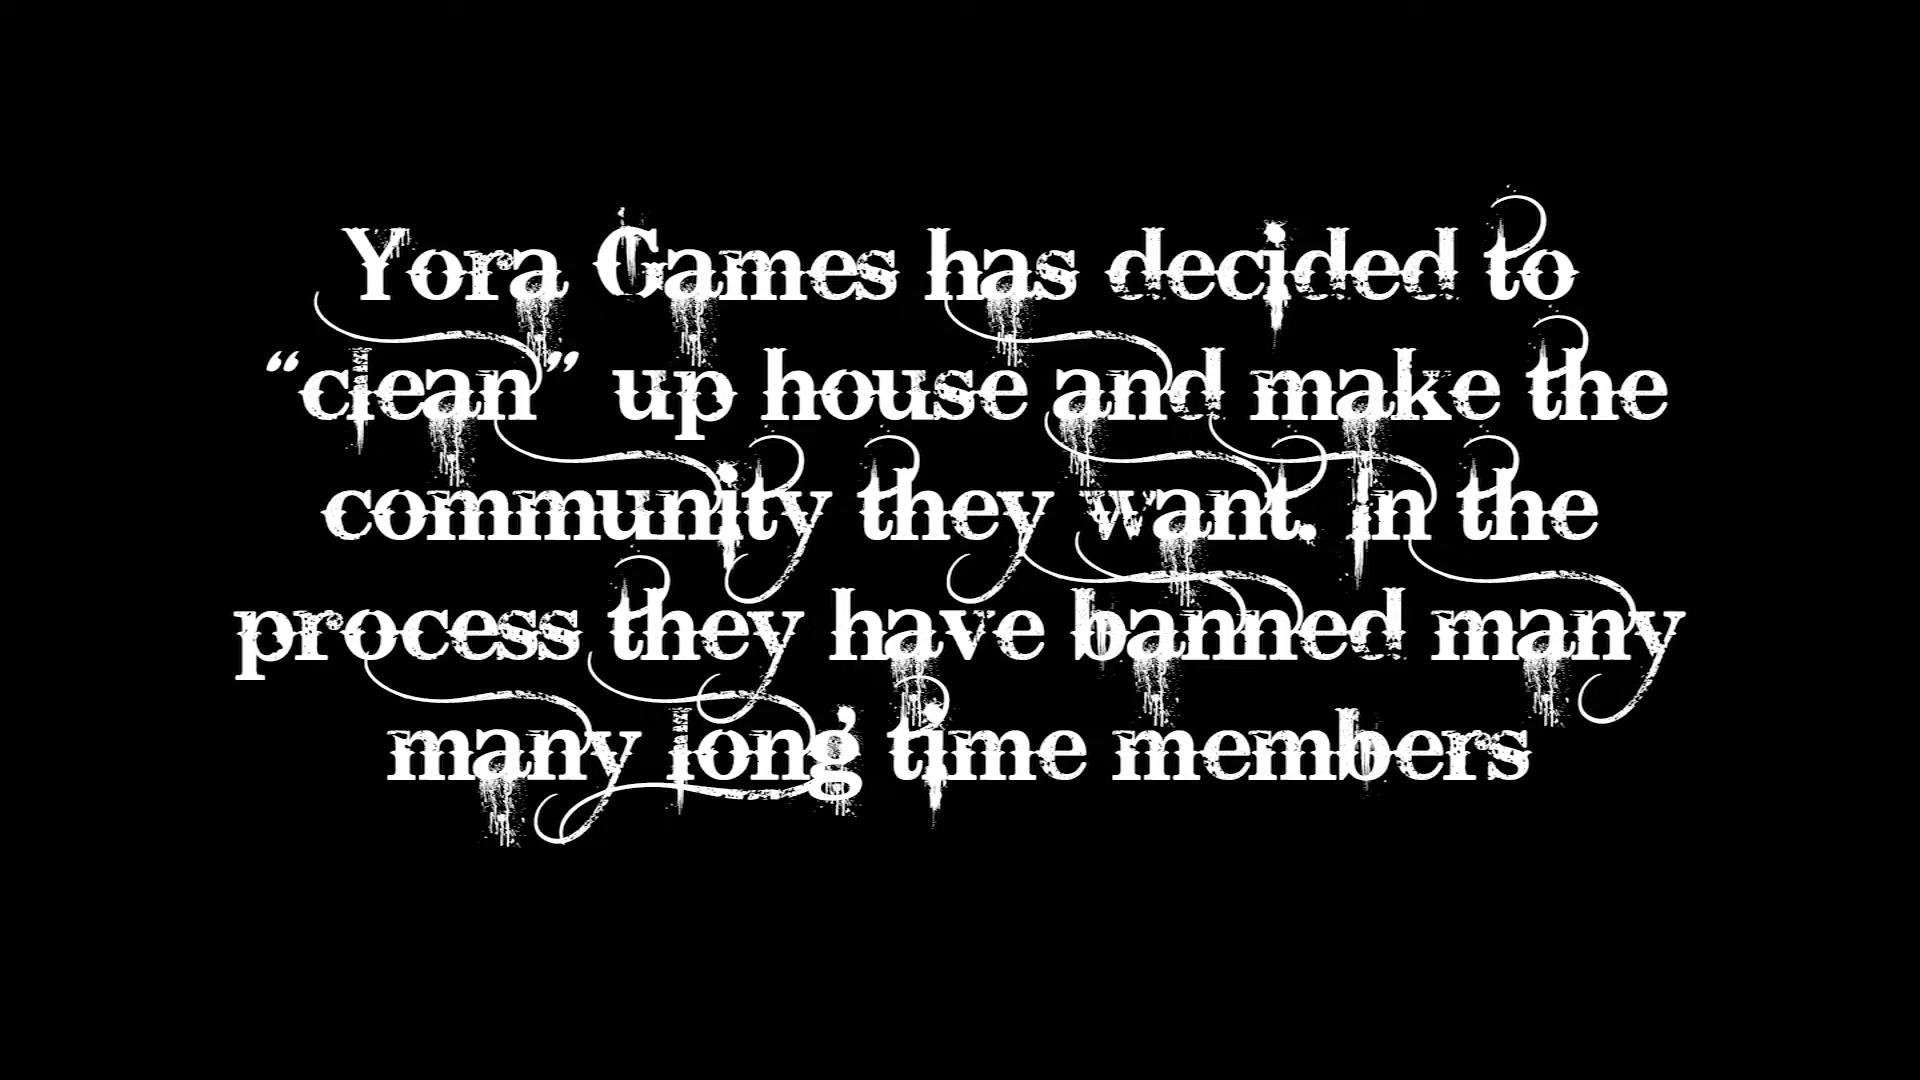 Yora Games has decided to
“clean” up house and make the
community they want. In the
process they have banned many
many long time members